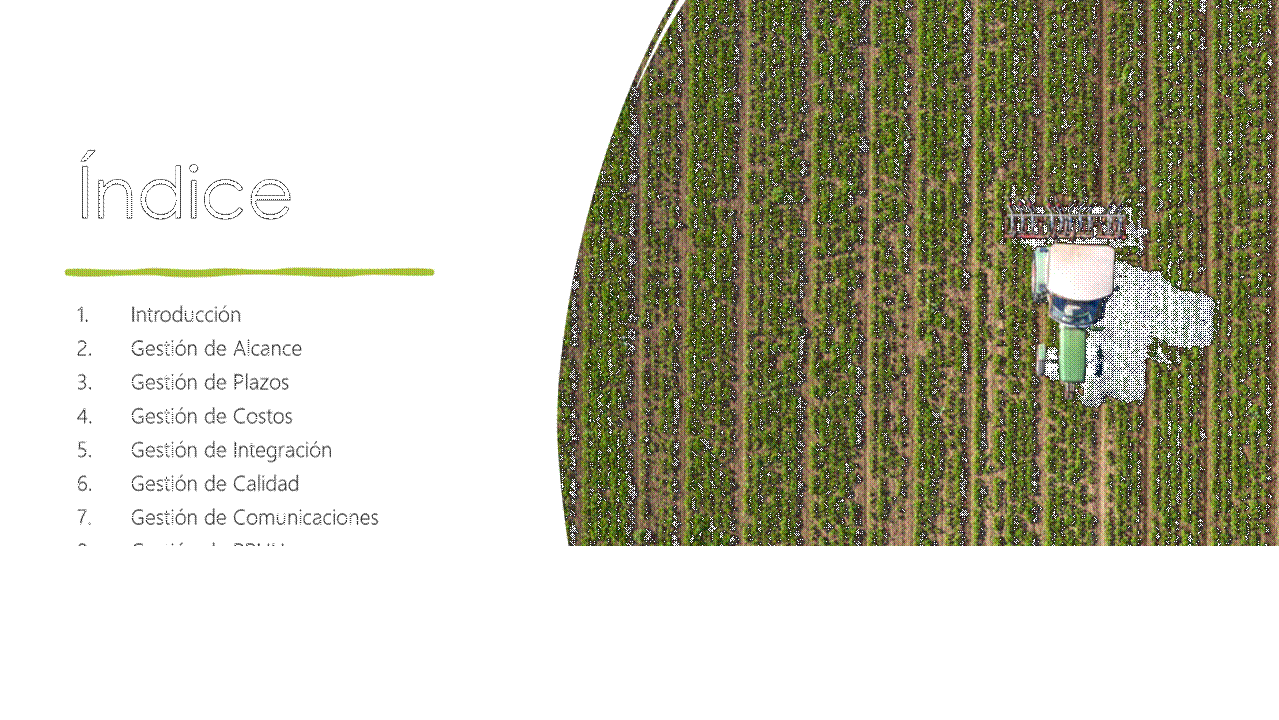 Índice
1. Introducción
2. Gestión de Alcance
3. Gestión de Plazos
4. Gestión de Costos
5. Gestión de Integración
6. Gestión de Calidad
7. Gestión de Comunicaciones